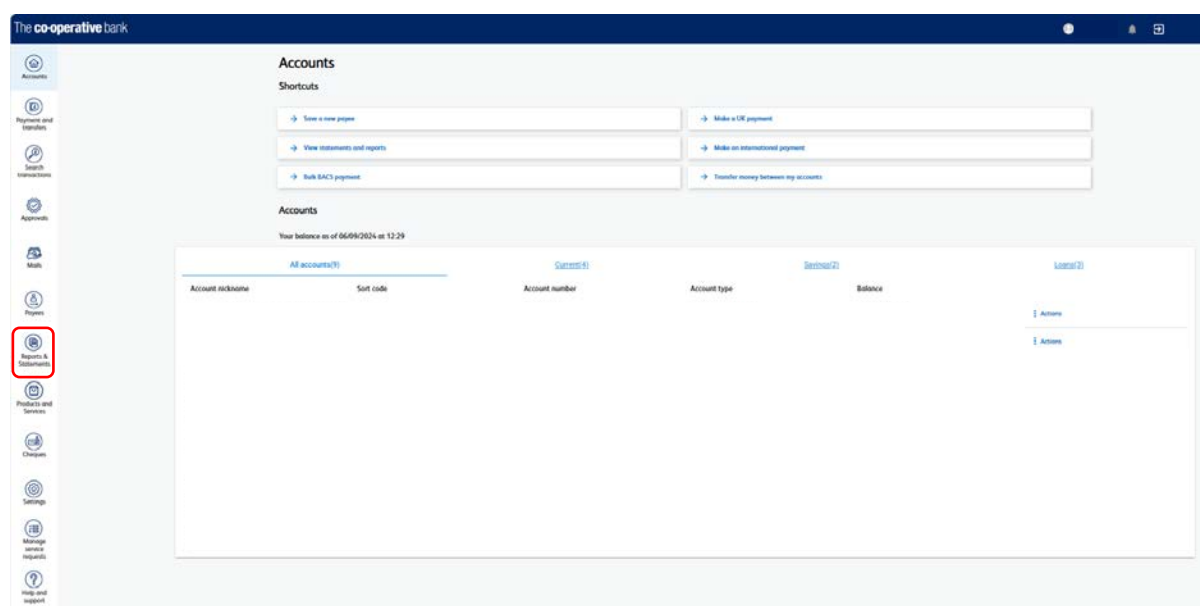 The co-operative bank
Accounts
Payment and
transfers
Search
transactions
Approvals
Mails
Payees
Reports &
Statements
Products and
Services
Cheques
Settings
Manage
service
requests
Help and
support
Accounts
Shortcuts
Save a new payee
Make a UK payment
View statements and reports
Make an international payment
Bulk BACS payment
Transfer money between my accounts
Accounts
Your balance as of 06/09/2024 at 12:29
All accounts(9) Current(4) Savings(2) Loans(3)
Account nickname Sort code Account number Account type Balance
Actions
Actions